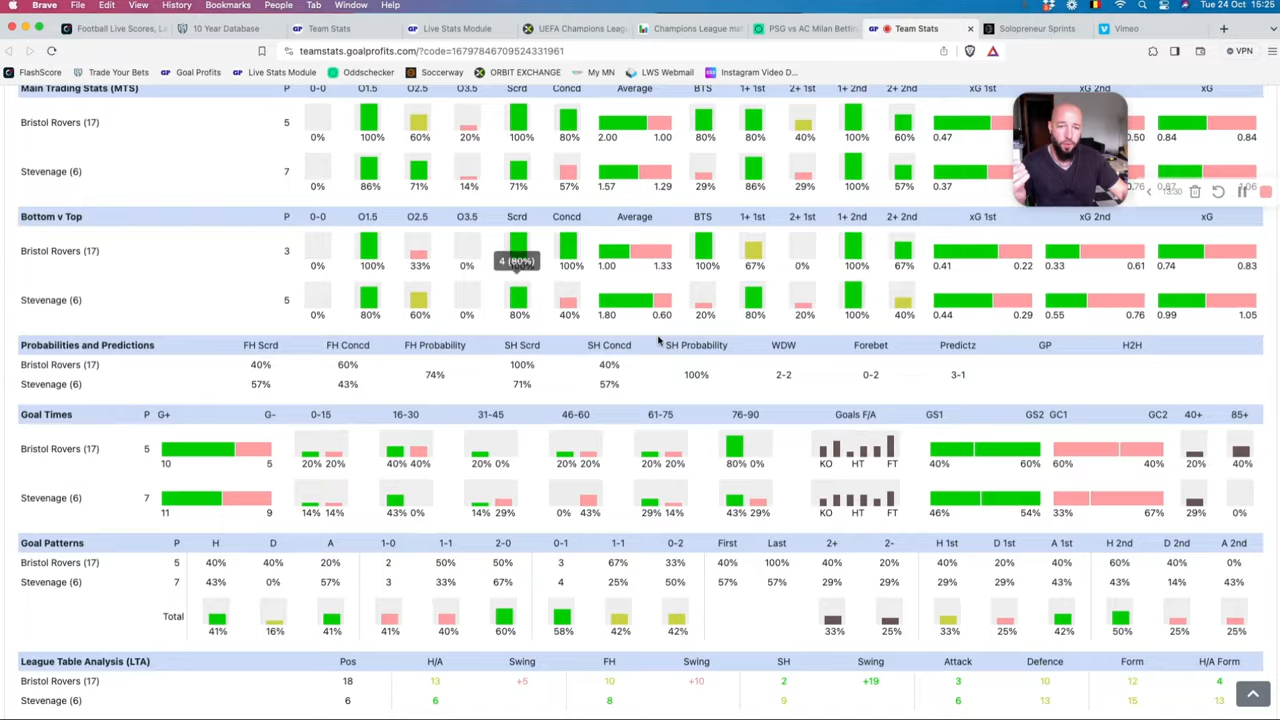 Brave File Edit View History Bookmarks People Tab Window Help Tue 24 Oct 15:25
Football Live Scores, L 10 Year Database Team Stats Live Stats Module UEFA Champions Leag Champions League mat PSG vs AC Milan Bettin Team Stats Solopreneur Sprints Vimeo
teamstats.goalprofits.com/?code=16797846709524331961 VPN
FlashScore Trade Your Bets Goal Profits Live Stats Module Oddschecker Soccerway ORBIT EXCHANGE My MN LWS Webmail Instagram Video D...
Main Trading Stats (MTS) P 0-0 O1.5 O2.5 O3.5 Scrd Concd Average BTS 1+ 1st 2+ 1st 1+ 2nd 2+ 2nd xG 1st xG 2nd xG
Bristol Rovers (17) 5
0% 100% 60% 20% 100% 80% 2.00 1.00 80% 80% 40% 100% 60% 0.47 0.50 0.84 0.84
Stevenage (6) 7
0% 86% 71% 14% 71% 57% 1.57 1.29 29% 86% 29% 100% 57% 0.37 0.76 0.87 1.06
13:30
Bottom v Top P 0-0 O1.5 O2.5 O3.5 Scrd Concd Average BTS 1+ 1st 2+ 1st 1+ 2nd 2+ 2nd xG 1st xG 2nd xG
Bristol Rovers (17) 3
4 (80%)
0% 100% 33% 0% 100% 100% 1.00 1.33 100% 67% 0% 100% 67% 0.41 0.22 0.33 0.61 0.74 0.83
Stevenage (6) 5
0% 80% 60% 0% 80% 40% 1.80 0.60 20% 80% 20% 100% 40% 0.44 0.29 0.55 0.76 0.99 1.05
Probabilities and Predictions FH Scrd FH Concd FH Probability SH Scrd SH Concd SH Probability WDW Forebet Predictz GP H2H
Bristol Rovers (17) 40% 60% 100% 40%
74% 100% 2-2 0-2 3-1
Stevenage (6) 57% 43% 71% 57%
Goal Times P G+ G- 0-15 16-30 31-45 46-60 61-75 76-90 Goals F/A GS1 GS2 GC1 GC2 40+ 85+
Bristol Rovers (17) 5
10 5 20% 20% 40% 40% 20% 0% 20% 20% 20% 20% 80% 0% KO HT FT 40% 60% 60% 40% 20% 40%
Stevenage (6) 7
11 9 14% 14% 43% 0% 14% 29% 0% 43% 29% 14% 43% 29% KO HT FT 46% 54% 33% 67% 29% 0%
Goal Patterns P H D A 1-0 1-1 2-0 0-1 1-1 0-2 First Last 2+ 2- H 1st D 1st A 1st H 2nd D 2nd A 2nd
Bristol Rovers (17) 5 40% 40% 20% 2 50% 50% 3 67% 33% 40% 100% 40% 20% 40% 20% 40% 60% 40% 0%
Stevenage (6) 7 43% 0% 57% 3 33% 67% 4 25% 50% 57% 57% 29% 29% 29% 29% 43% 43% 14% 43%
Total
41% 16% 41% 41% 40% 60% 58% 42% 42% 33% 25% 33% 25% 42% 50% 25% 25%
League Table Analysis (LTA) Pos H/A Swing FH Swing SH Swing Attack Defence Form H/A Form
Bristol Rovers (17) 18 13 +5 10 +10 2 +19 3 10 12 4
Stevenage (6) 6 6 8 9 6 13 15 13